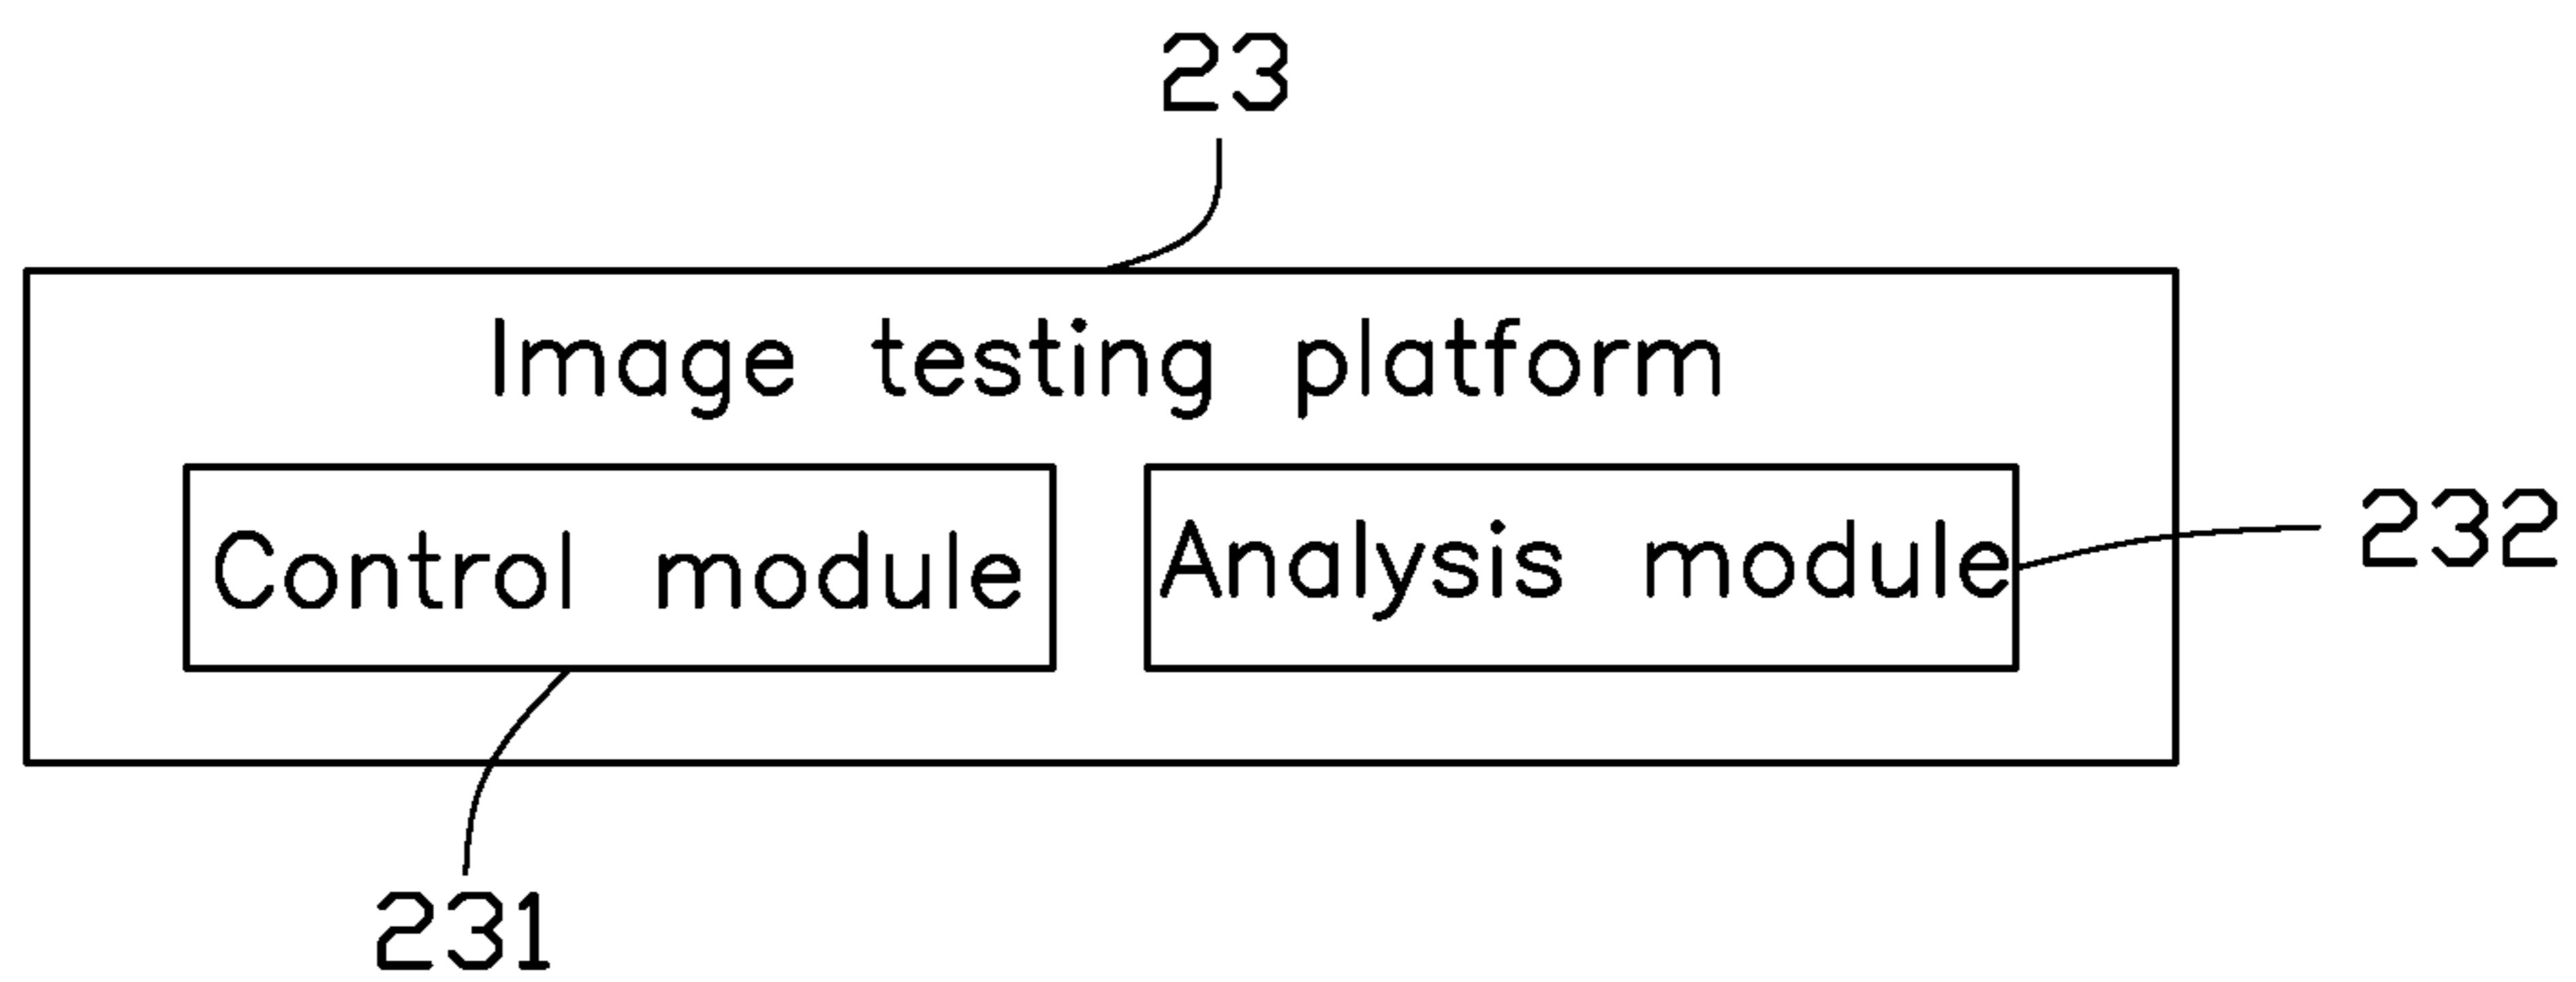 23
Image testing platform
Control module
Analysis module
232
231